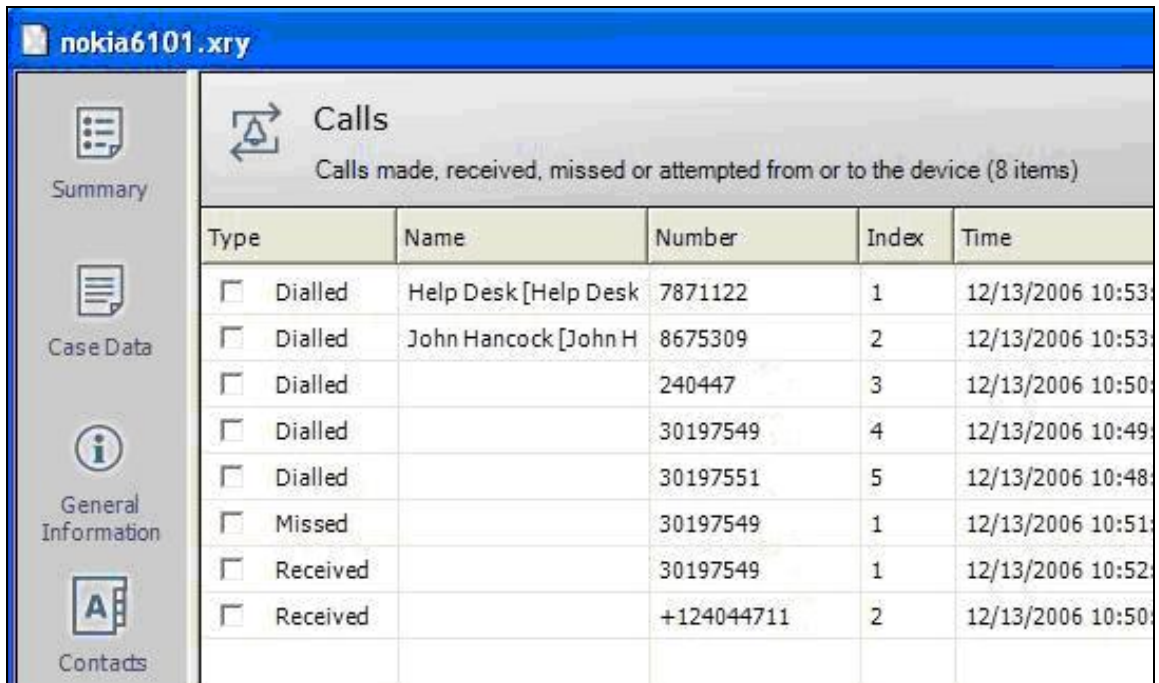 nokia6101.xry
Summary
Case Data
General
Information
Contacts
Calls
Calls made, received, missed or attempted from or to the device (8 items)
Type Name Number Index Time
Dialled Help Desk [Help Desk 7871122 1 12/13/2006 10:53:
Dialled John Hancock [John H 8675309 2 12/13/2006 10:53:
Dialled 240447 3 12/13/2006 10:50:
Dialled 30197549 4 12/13/2006 10:49:
Dialled 30197551 5 12/13/2006 10:48:
Missed 30197549 1 12/13/2006 10:51:
Received 30197549 1 12/13/2006 10:52:
Received +124044711 2 12/13/2006 10:50: